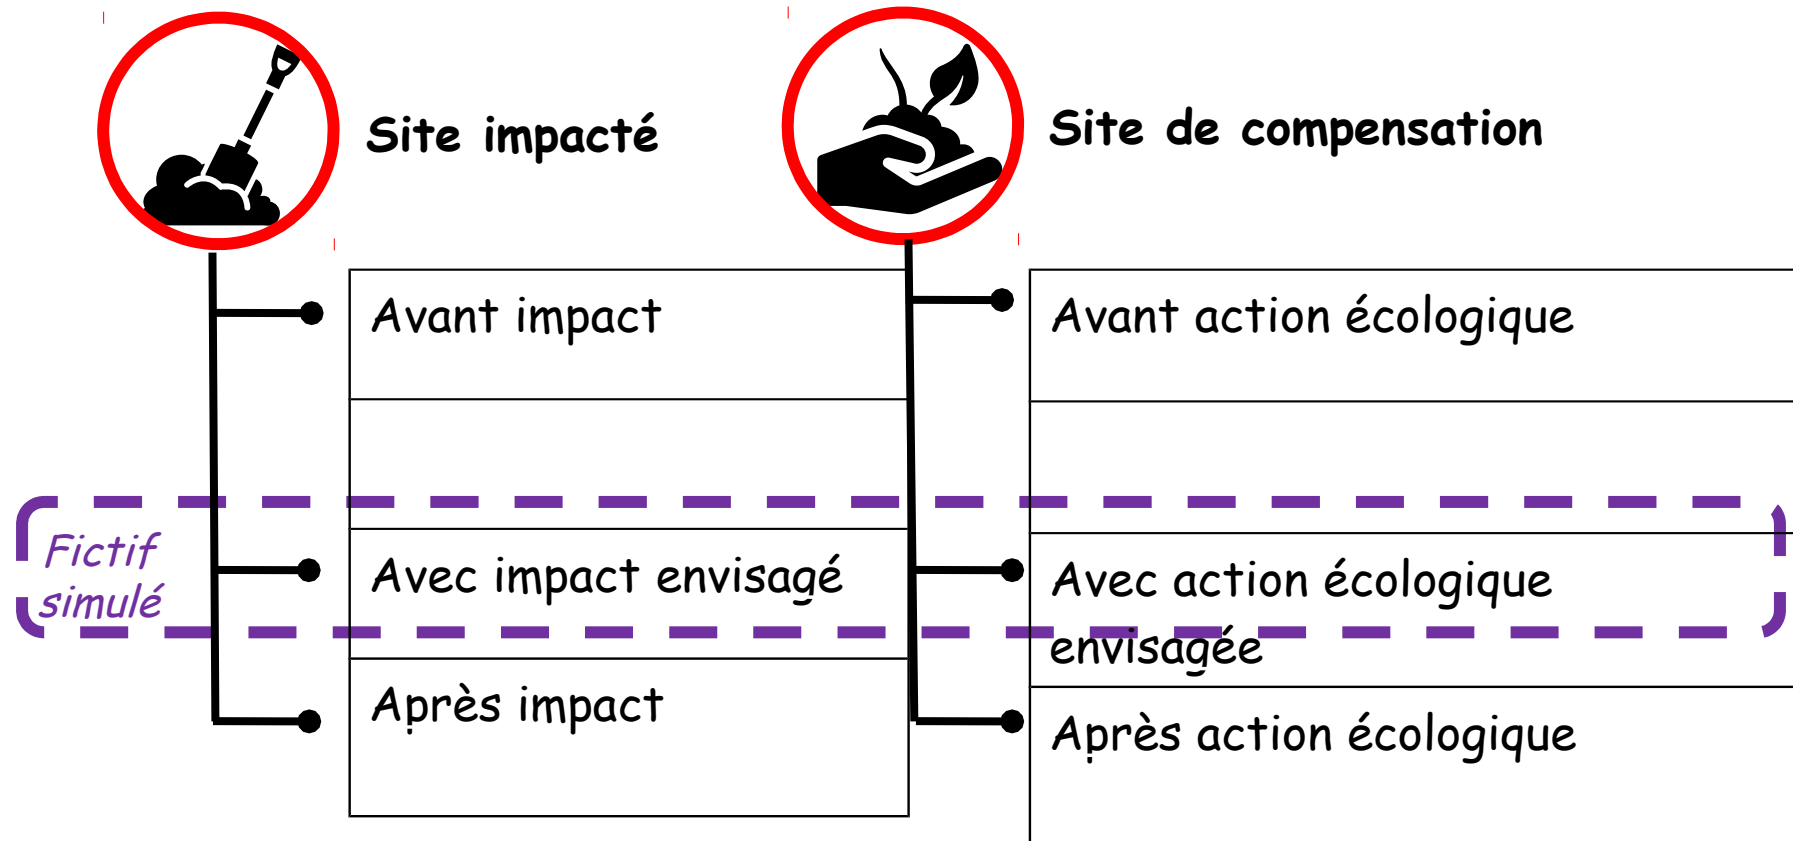 Site impacté
Site de compensation
Avant impact
Avant action écologique
Fictif
simulé
Avec impact envisagé
Avec action écologique
envisagée
Après impact
Après action écologique